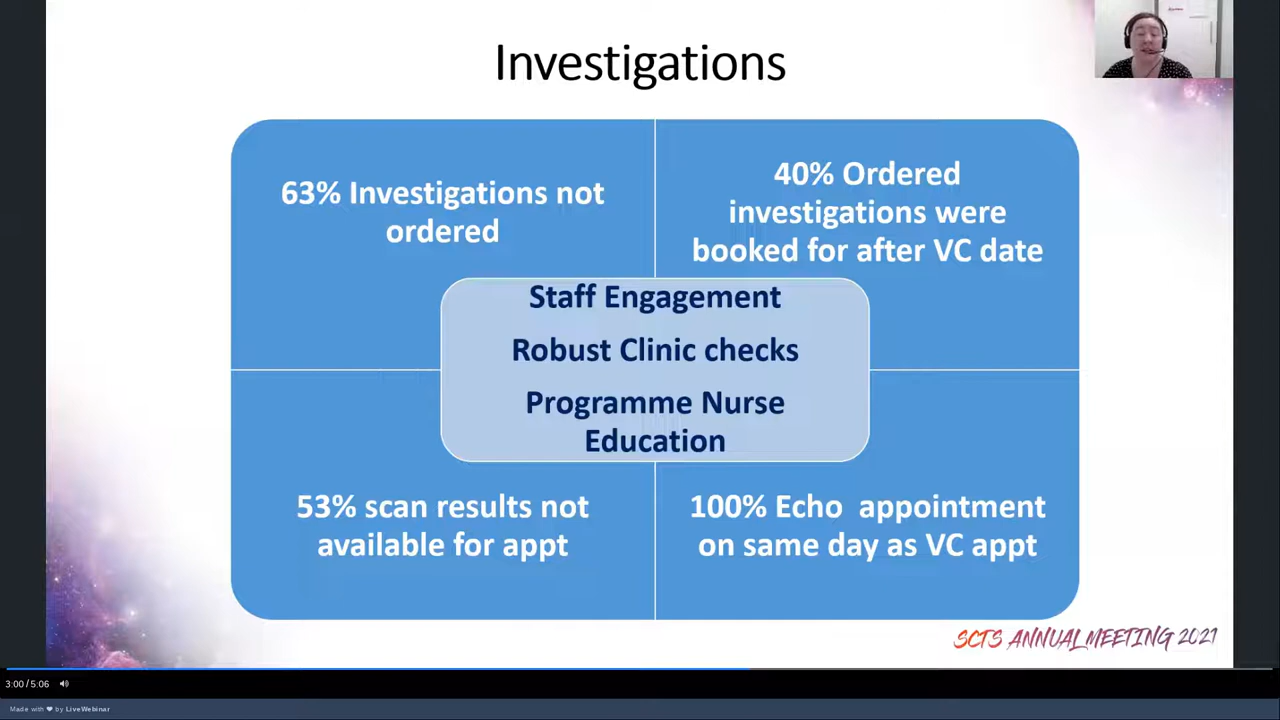 Investigations
63% Investigations not
ordered
40% Ordered
investigations were
booked for after VC date
Staff Engagement
Robust Clinic checks
Programme Nurse
Education
53% scan results not
available for appt
100% Echo  appointment
on same day as VC appt
SCTS ANNUAL MEETING 2021
3:00 / 5:06
Made with ❤ by LiveWebinar